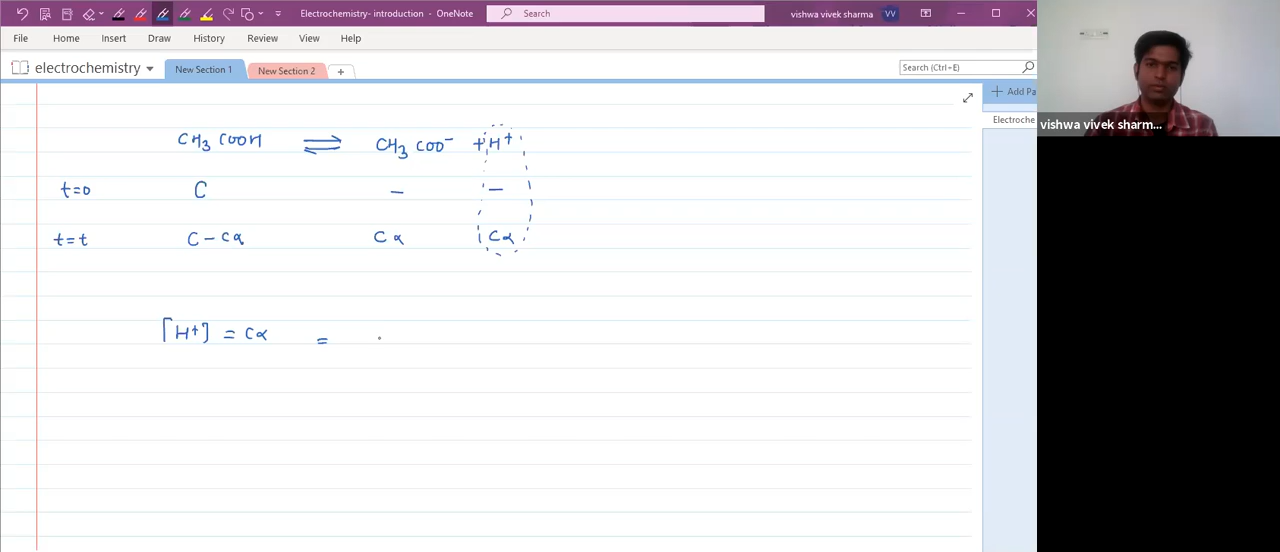 Electrochemistry- introduction - OneNote
Search
vishwa vivek sharma
VV
File Home Insert Draw History Review View Help
electrochemistry
New Section 1
New Section 2
Search (Ctrl+E)
Add Pa
Electroche
vishwa vivek sharm...
CH3 COOH ⇌ CH3 COO⁻ + H⁺
t=0 C – –
t=t C – Cα Cα Cα
[H⁺] = Cα =